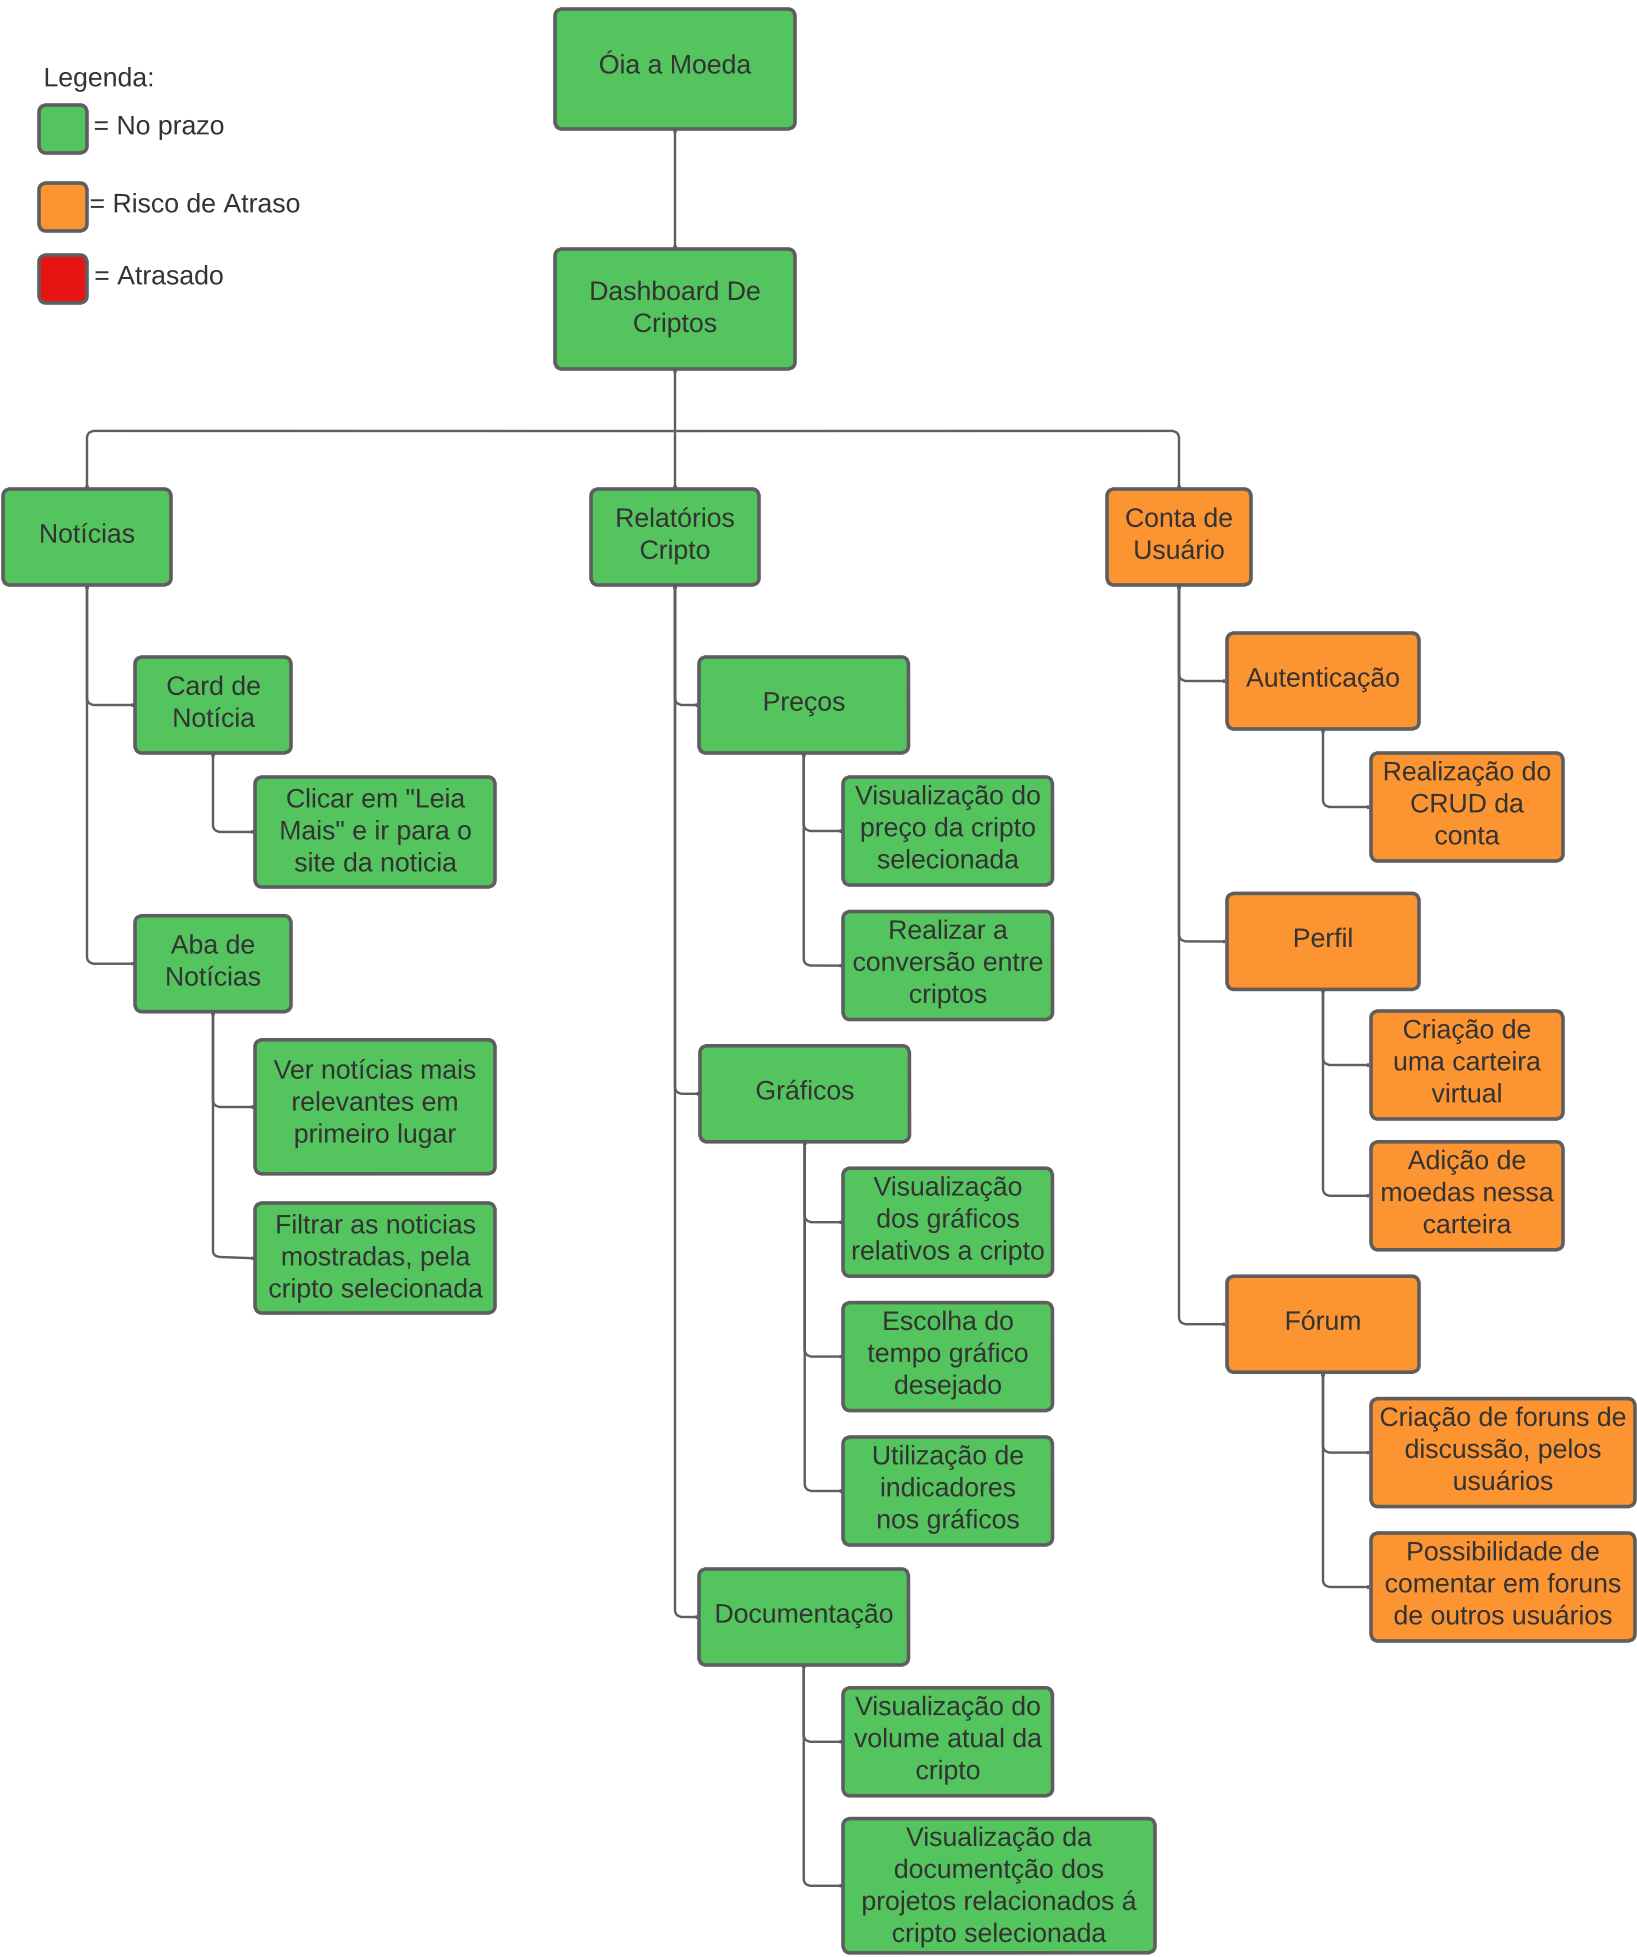 Óia a Moeda
Legenda:
= No prazo
= Risco de Atraso
= Atrasado
Dashboard De
Criptos
Notícias
Relatórios
Cripto
Conta de
Usuário
Card de
Notícia
Clicar em "Leia
Mais" e ir para o
site da noticia
Aba de
Notícias
Ver notícias mais
relevantes em
primeiro lugar
Filtrar as noticias
mostradas, pela
cripto selecionada
Preços
Visualização do
preço da cripto
selecionada
Realizar a
conversão entre
criptos
Gráficos
Visualização
dos gráficos
relativos a cripto
Escolha do
tempo gráfico
desejado
Utilização de
indicadores
nos gráficos
Documentação
Visualização do
volume atual da
cripto
Visualização da
documentção dos
projetos relacionados á
cripto selecionada
Autenticação
Realização do
CRUD da
conta
Perfil
Criação de
uma carteira
virtual
Adição de
moedas nessa
carteira
Fórum
Criação de foruns de
discussão, pelos
usuários
Possibilidade de
comentar em foruns
de outros usuários